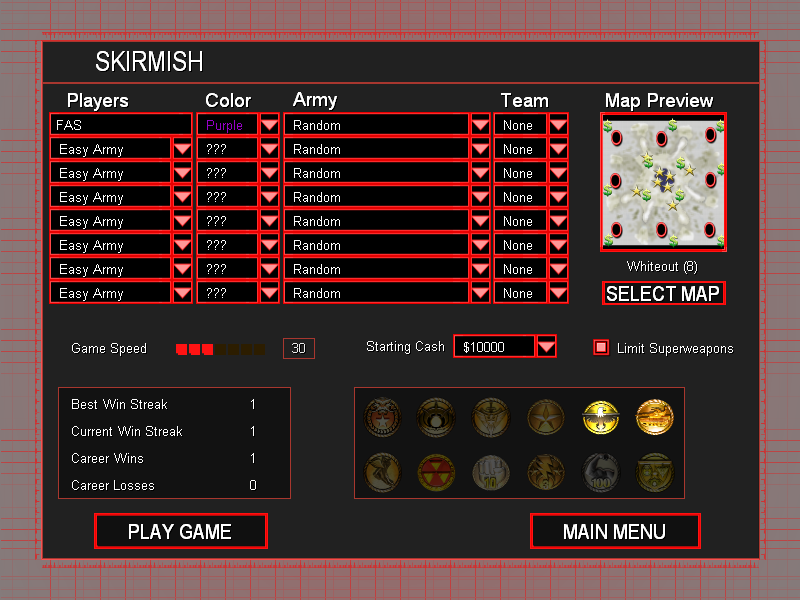 SKIRMISH
Players Color Army Team Map Preview
FAS Purple Random None
Easy Army ??? Random None
Easy Army ??? Random None
Easy Army ??? Random None
Easy Army ??? Random None
Easy Army ??? Random None
Easy Army ??? Random None
Easy Army ??? Random None
Whiteout (8)
SELECT MAP
Game Speed 30 Starting Cash $10000 Limit Superweapons
Best Win Streak 1
Current Win Streak 1
Career Wins 1
Career Losses 0
10
100
PLAY GAME MAIN MENU